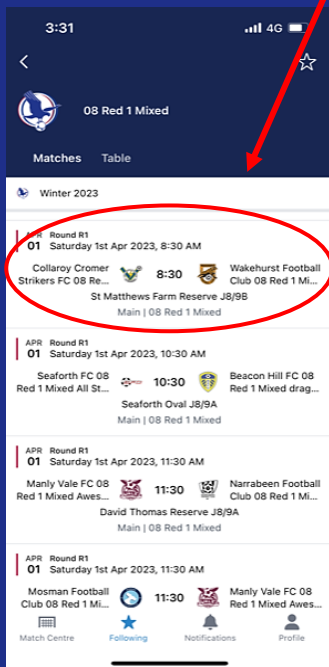 3:31
4G
08 Red 1 Mixed
Matches Table
Winter 2023
APR Round R1
01 Saturday 1st Apr 2023, 8:30 AM
Collaroy Cromer
Strikers FC 08 Re...
8:30
Wakehurst Football
Club 08 Red 1 Mi...
St Matthews Farm Reserve J8/9B
Main | 08 Red 1 Mixed
APR Round R1
01 Saturday 1st Apr 2023, 10:30 AM
Seaforth FC 08
Red 1 Mixed All St...
10:30
Beacon Hill FC 08
Red 1 Mixed drag...
Seaforth Oval J8/9A
Main | 08 Red 1 Mixed
APR Round R1
01 Saturday 1st Apr 2023, 11:30 AM
Manly Vale FC 08
Red 1 Mixed Awes...
11:30
Narrabeen Football
Club 08 Red 1 Mi...
David Thomas Reserve J8/9A
Main | 08 Red 1 Mixed
APR Round R1
01 Saturday 1st Apr 2023, 11:30 AM
Mosman Football
Club 08 Red 1 Mi...
11:30
Manly Vale FC 08
Red 1 Mixed Awes...
Match Centre Following Notifications Profile